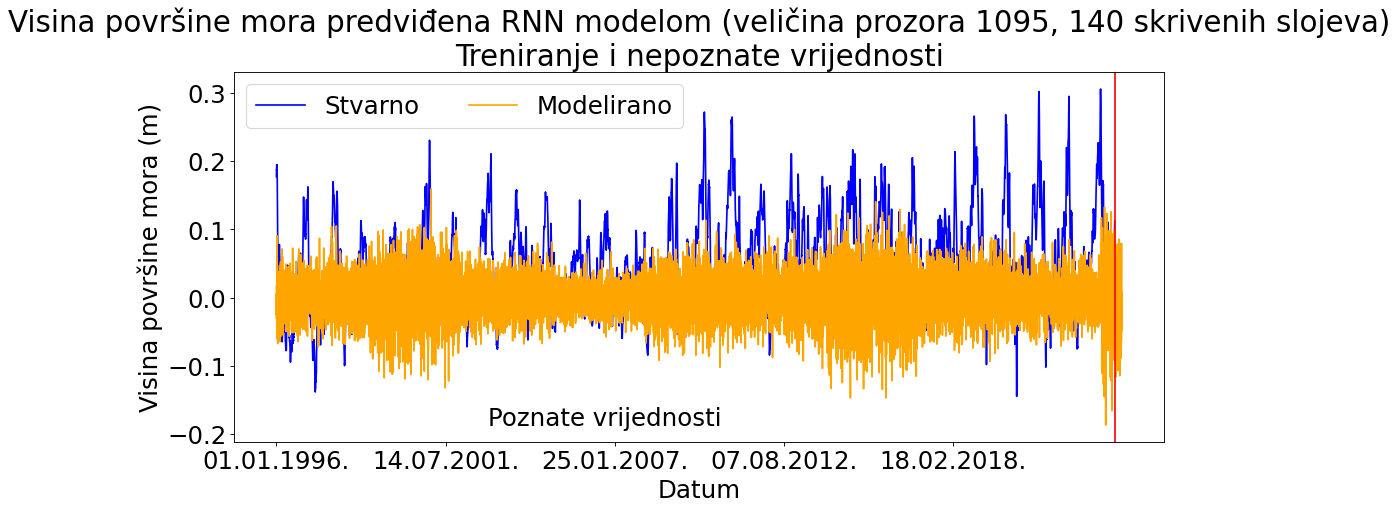 Visina površine mora predviđena RNN modelom (veličina prozora 1095, 140 skrivenih slojeva)
Treniranje i nepoznate vrijednosti
Stvarno
Modelirano
Visina površine mora (m)
0.3
0.2
0.1
0.0
−0.1
−0.2
Poznate vrijednosti
01.01.1996.
14.07.2001.
25.01.2007.
07.08.2012.
18.02.2018.
Datum